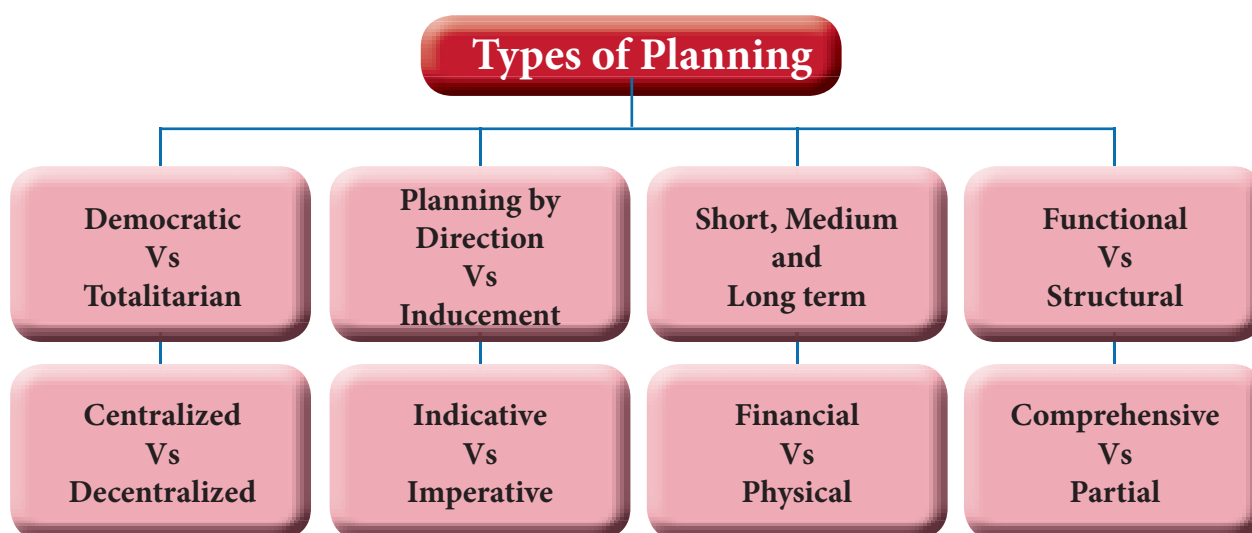 Types of Planning
Democratic
Vs
Totalitarian
Planning by
Direction
Vs
Inducement
Short, Medium
and
Long term
Functional
Vs
Structural
Centralized
Vs
Decentralized
Indicative
Vs
Imperative
Financial
Vs
Physical
Comprehensive
Vs
Partial